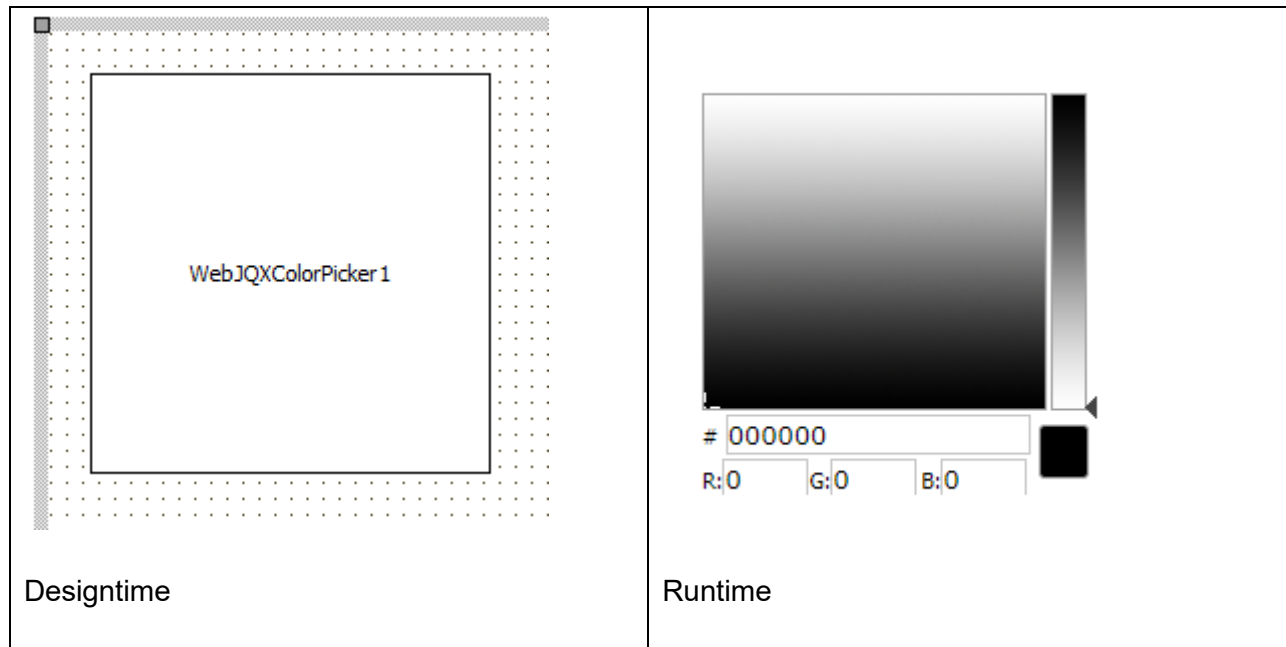 WebJQXColorPicker1
Designtime
# 000000
R: 0 G: 0 B: 0
Runtime